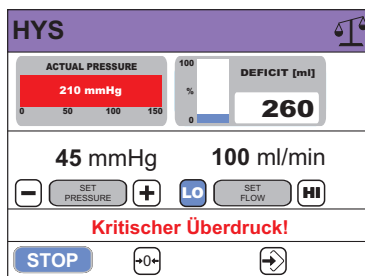 HYS
ACTUAL PRESSURE
210 mmHg
0 50 100 150
100
%
0
DEFICIT [ml]
260
45 mmHg
100 ml/min
− SET PRESSURE +
LO SET FLOW HI
Kritischer Überdruck!
STOP →0←